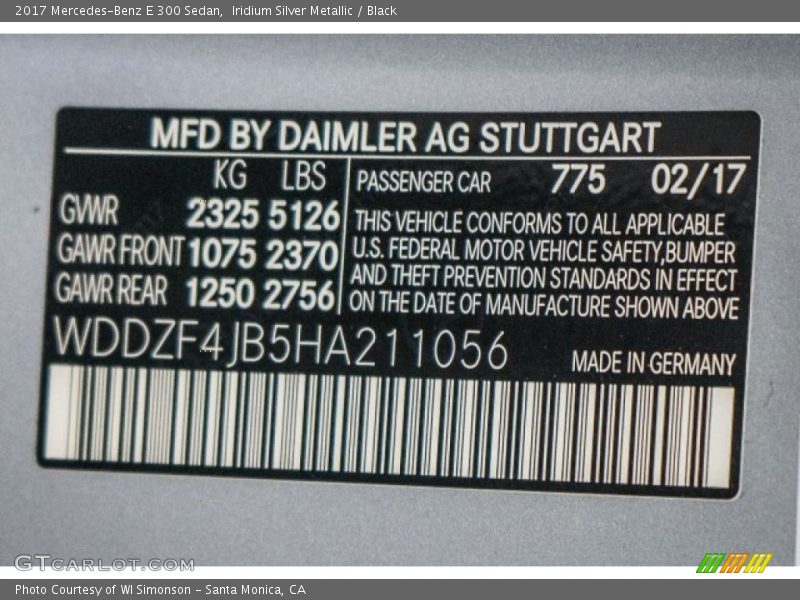 2017 Mercedes-Benz E 300 Sedan, Iridium Silver Metallic / Black
MFD BY DAIMLER AG STUTTGART
KG LBS
GWR 2325 5126
GAWR FRONT 1075 2370
GAWR REAR 1250 2756
PASSENGER CAR 775 02/17
THIS VEHICLE CONFORMS TO ALL APPLICABLE
U.S. FEDERAL MOTOR VEHICLE SAFETY,BUMPER
AND THEFT PREVENTION STANDARDS IN EFFECT
ON THE DATE OF MANUFACTURE SHOWN ABOVE
WDDZF4JB5HA211056
MADE IN GERMANY
GTCARLOT.COM
Photo Courtesy of WI Simonson - Santa Monica, CA